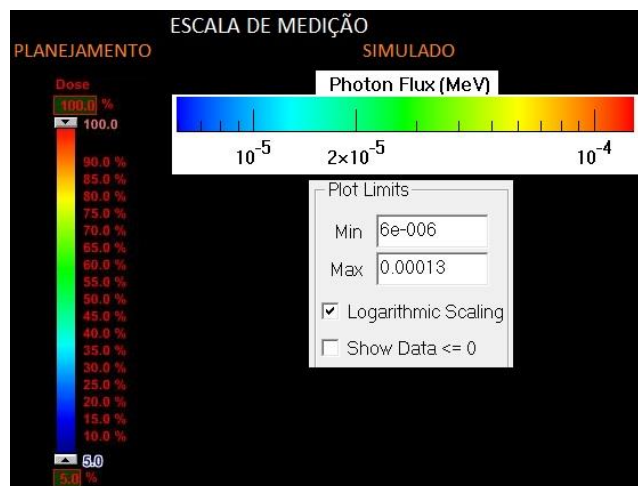 ESCALA DE MEDIÇÃO
PLANEJAMENTO
SIMULADO
Dose
100.0 %
100.0
90.0 %
85.0 %
80.0 %
75.0 %
70.0 %
65.0 %
60.0 %
55.0 %
50.0 %
45.0 %
40.0 %
35.0 %
30.0 %
25.0 %
20.0 %
15.0 %
10.0 %
5.0
5.0 %
Photon Flux (MeV)
10⁻⁵ 2×10⁻⁵ 10⁻⁴
Plot Limits
Min 6e-006
Max 0.00013
Logarithmic Scaling
Show Data <= 0